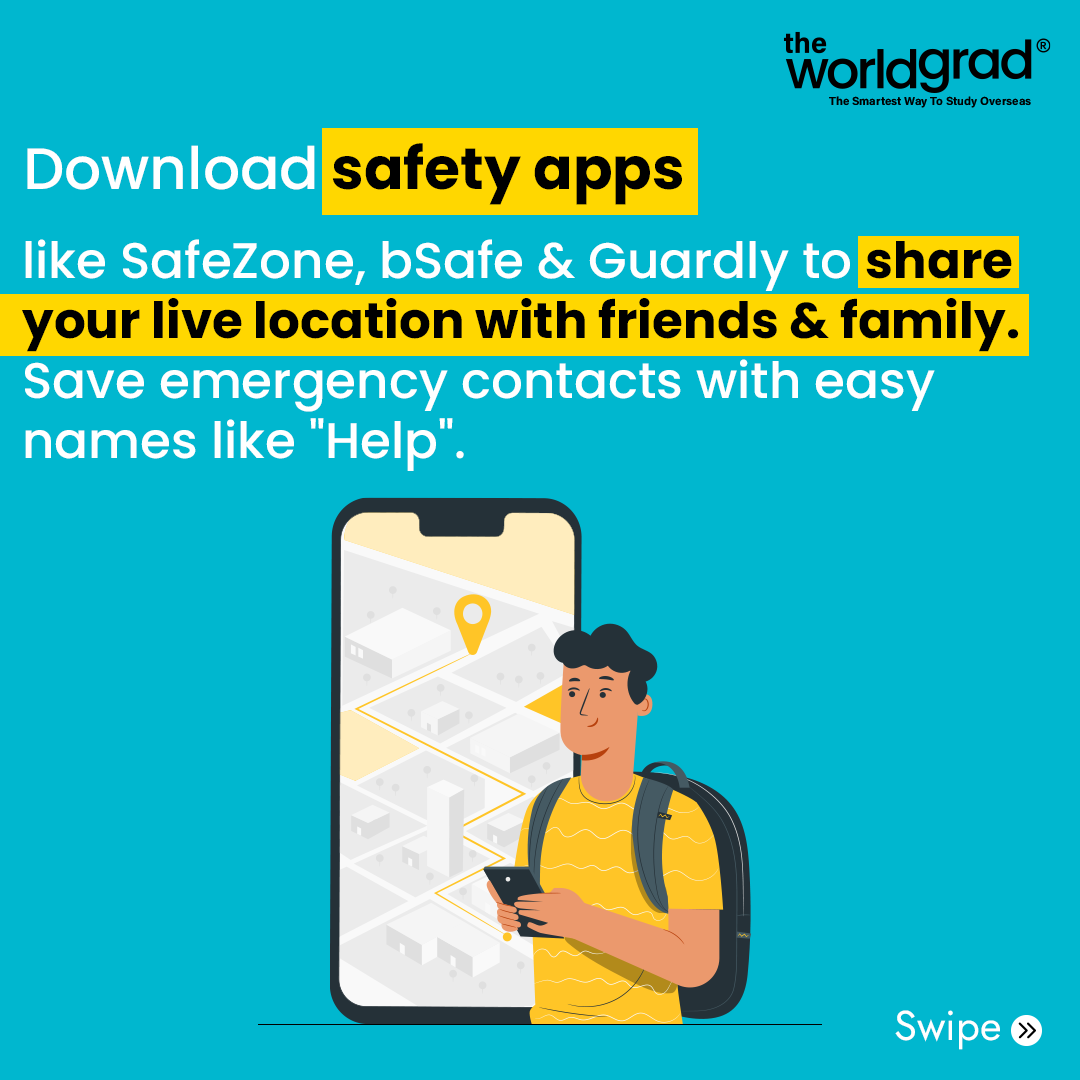 the
worldgrad®
The Smartest Way To Study Overseas
Download safety apps
like SafeZone, bSafe & Guardly to share
your live location with friends & family.
Save emergency contacts with easy
names like "Help".
Swipe